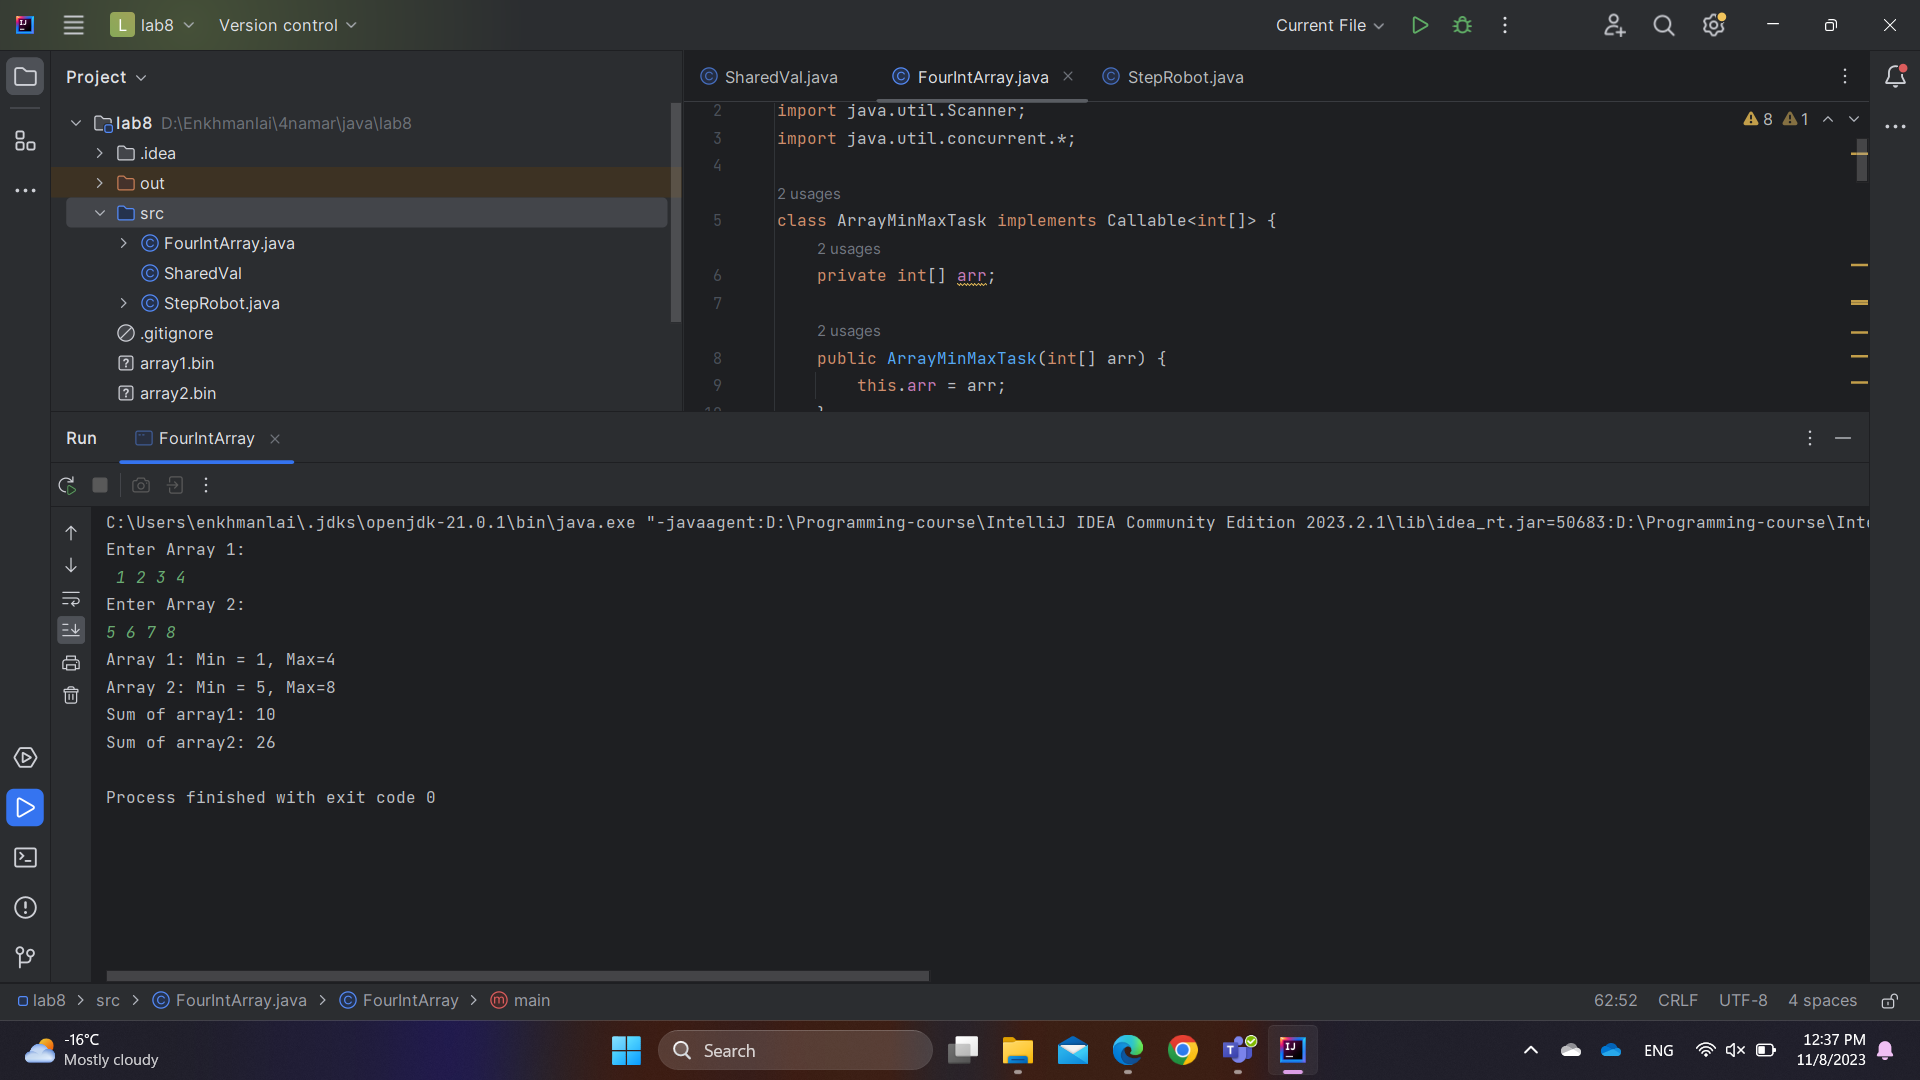 L lab8 Version control Current File
Project
SharedVal.java FourIntArray.java StepRobot.java
lab8 D:\Enkhmanlai\4namar\java\lab8
.idea
out
src
FourIntArray.java
SharedVal
StepRobot.java
.gitignore
array1.bin
array2.bin
8 1
2 import java.util.Scanner;
3 import java.util.concurrent.*;
4
2 usages
5 class ArrayMinMaxTask implements Callable<int[]> {
2 usages
6 private int[] arr;
7
2 usages
8 public ArrayMinMaxTask(int[] arr) {
9 this.arr = arr;
10 }
Run FourIntArray
C:\Users\enkhmanlai\.jdks\openjdk-21.0.1\bin\java.exe "-javaagent:D:\Programming-course\IntelliJ IDEA Community Edition 2023.2.1\lib\idea_rt.jar=50683:D:\Programming-course\Inte
Enter Array 1:
1 2 3 4
Enter Array 2:
5 6 7 8
Array 1: Min = 1, Max=4
Array 2: Min = 5, Max=8
Sum of array1: 10
Sum of array2: 26
Process finished with exit code 0
lab8 > src > FourIntArray.java > FourIntArray > main 62:52 CRLF UTF-8 4 spaces
-16°C
Mostly cloudy
Search
ENG
12:37 PM
11/8/2023